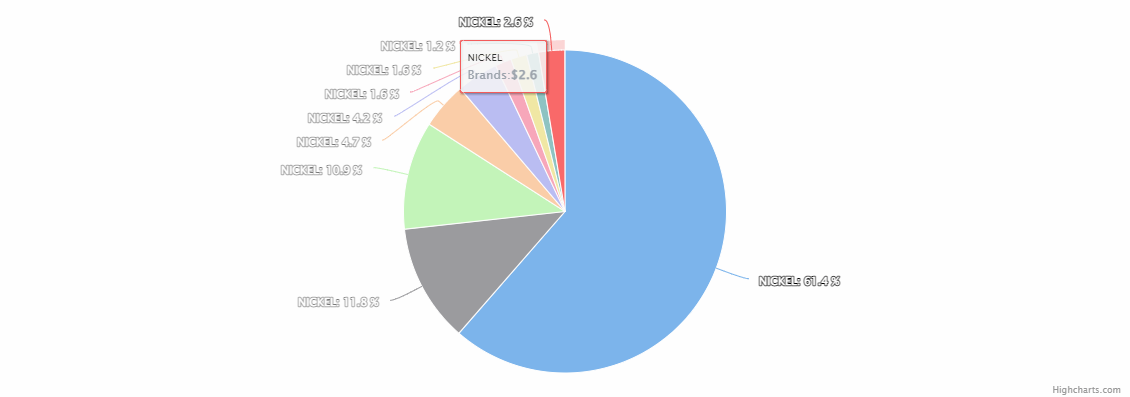 NICKEL: 2.6 %
NICKEL: 1.2 %
NICKEL: 1.6 %
NICKEL: 1.6 %
NICKEL: 4.2 %
NICKEL: 4.7 %
NICKEL: 10.9 %
NICKEL: 11.8 %
NICKEL: 61.4 %
NICKEL
Brands:$2.6
Highcharts.com